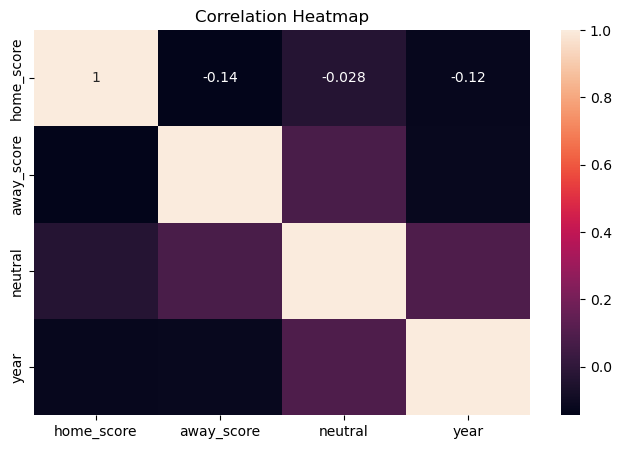 Correlation Heatmap
home_score
1 -0.14 -0.028 -0.12
away_score
neutral
year
home_score away_score neutral year
1.0
0.8
0.6
0.4
0.2
0.0